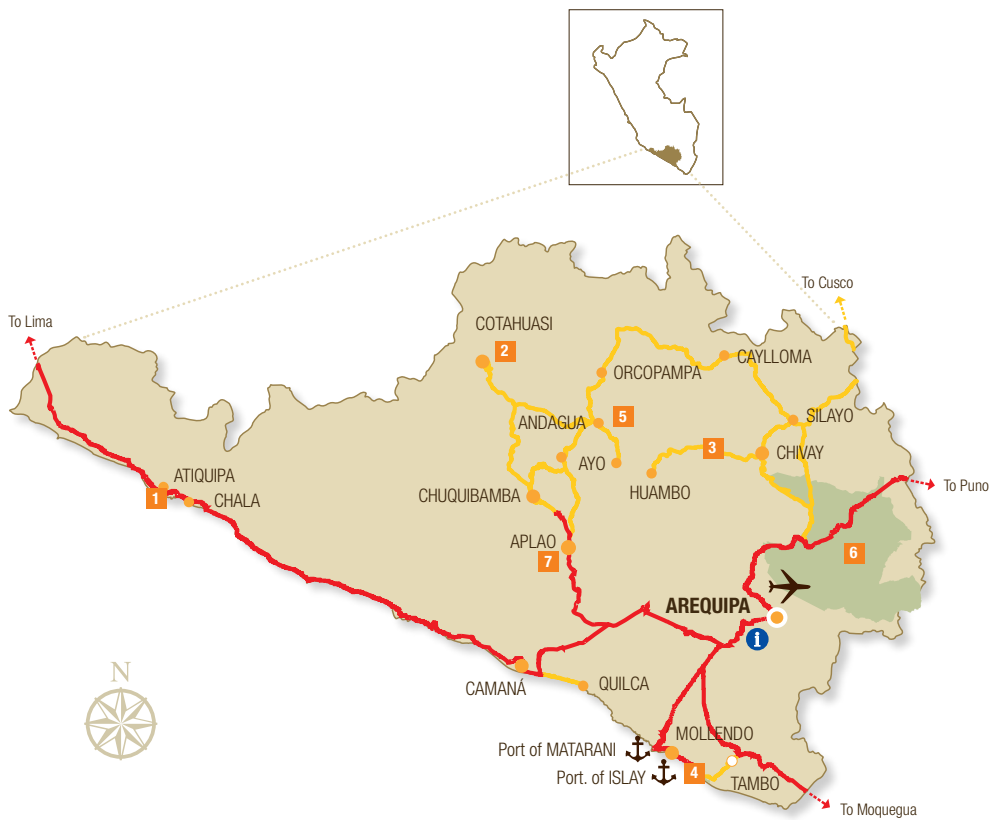 To Cusco
To Lima
COTAHUASI
2
CAYLLOMA
ORCOPAMPA
ANDAGUA
5
SILAYO
3
CHIVAY
AYO
HUAMBO
ATIQUIPA
1
CHALA
CHUQUIBAMBA
To Puno
APLAO
7
6
AREQUIPA
i
N
CAMANÁ
QUILCA
MOLLENDO
Port of MATARANI
Port. of ISLAY
4
TAMBO
To Moquegua